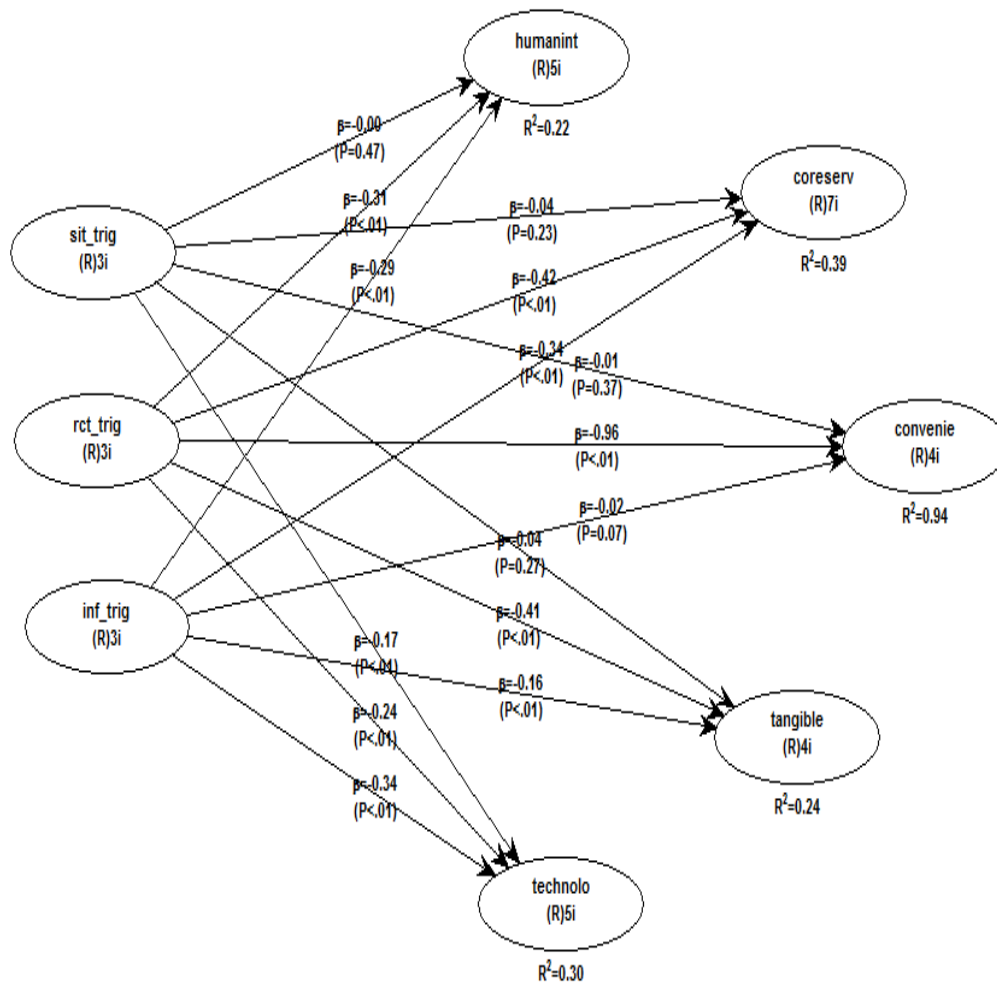 humanint
(R)5i
R²=0.22
β=-0.00
(P=0.47)
coreserv
(R)7i
R²=0.39
β=-0.31
(P<.01)
β=-0.04
(P=0.23)
sit_trig
(R)3i
β=-0.29
(P<.01)
β=-0.42
(P<.01)
β=-0.34
(P<.01)
β=-0.01
(P=0.37)
rct_trig
(R)3i
β=-0.96
(P<.01)
convenie
(R)4i
R²=0.94
β=-0.02
(P=0.07)
β=-0.04
(P=0.27)
inf_trig
(R)3i
β=-0.41
(P<.01)
β=-0.17
(P<.01)
β=-0.16
(P<.01)
β=-0.24
(P<.01)
tangible
(R)4i
R²=0.24
β=-0.34
(P<.01)
technolo
(R)5i
R²=0.30